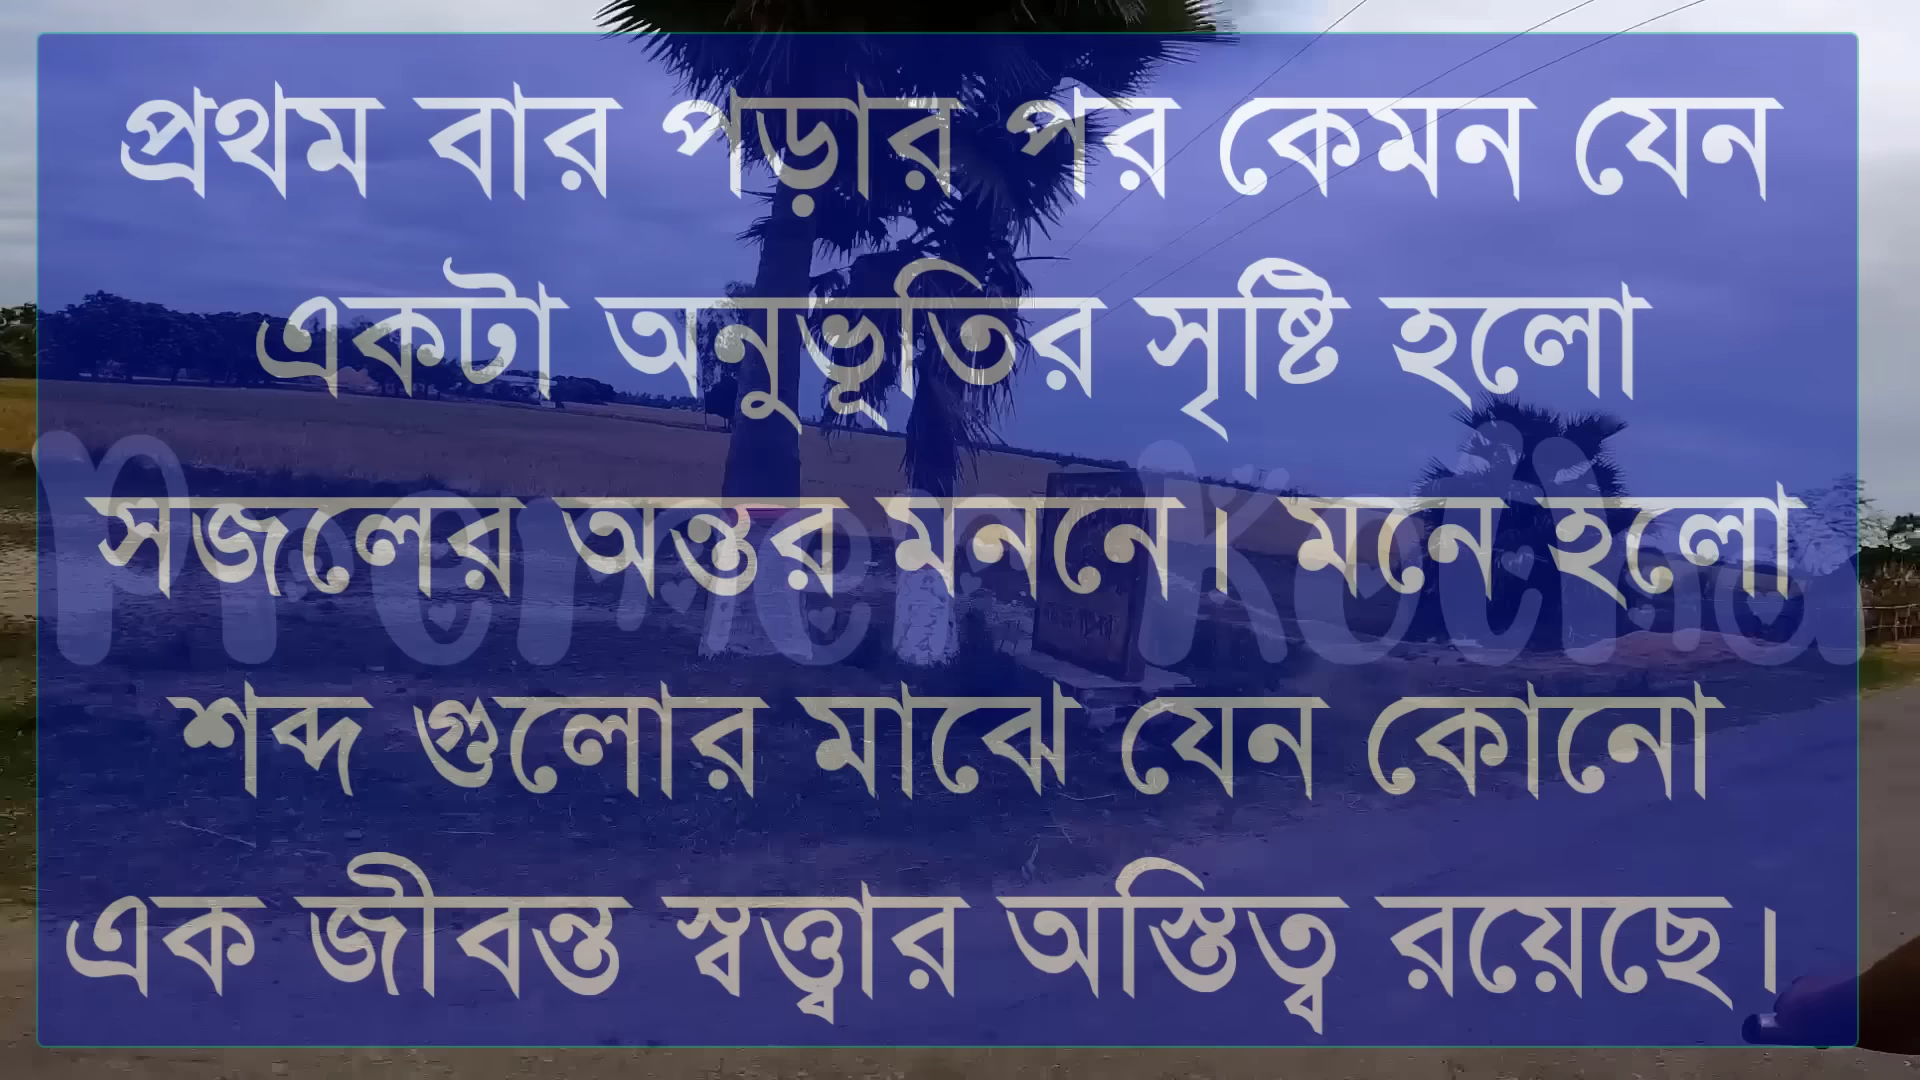 প্রথম বার পড়ার পর কেমন যেন
একটা অনুভূতির সৃষ্টি হলো
সজলের অন্তর মননে। মনে হলো
শব্দ গুলোর মাঝে যেন কোনো
এক জীবন্ত স্বত্ত্বার অস্তিত্ব রয়েছে।